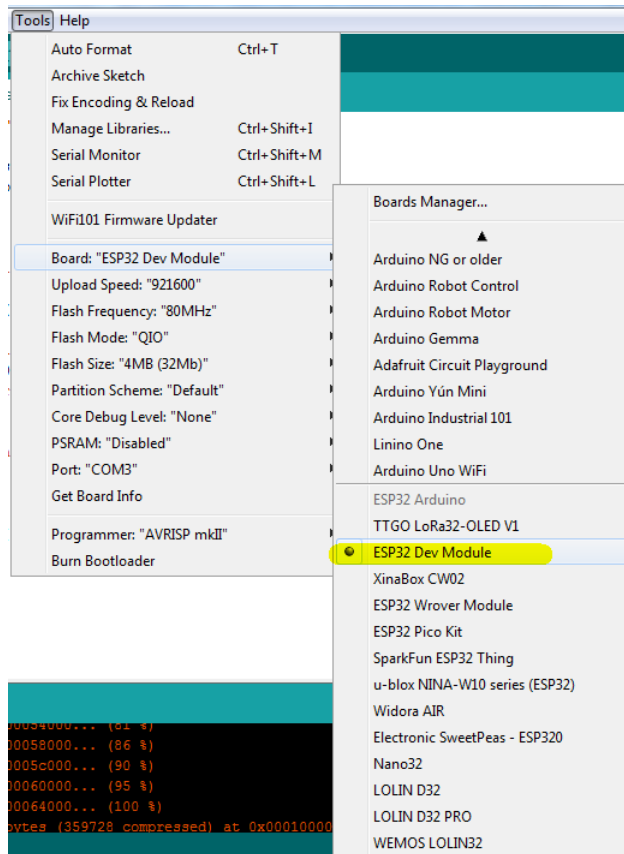 Tools Help
Auto Format Ctrl+T
Archive Sketch
Fix Encoding & Reload
Manage Libraries... Ctrl+Shift+I
Serial Monitor Ctrl+Shift+M
Serial Plotter Ctrl+Shift+L
WiFi101 Firmware Updater
Board: "ESP32 Dev Module"
Upload Speed: "921600"
Flash Frequency: "80MHz"
Flash Mode: "QIO"
Flash Size: "4MB (32Mb)"
Partition Scheme: "Default"
Core Debug Level: "None"
PSRAM: "Disabled"
Port: "COM3"
Get Board Info
Programmer: "AVRISP mkII"
Burn Bootloader
Boards Manager...
Arduino NG or older
Arduino Robot Control
Arduino Robot Motor
Arduino Gemma
Adafruit Circuit Playground
Arduino Yún Mini
Arduino Industrial 101
Linino One
Arduino Uno WiFi
ESP32 Arduino
TTGO LoRa32-OLED V1
ESP32 Dev Module
XinaBox CW02
ESP32 Wrover Module
ESP32 Pico Kit
SparkFun ESP32 Thing
u-blox NINA-W10 series (ESP32)
Widora AIR
Electronic SweetPeas - ESP320
Nano32
LOLIN D32
LOLIN D32 PRO
WEMOS LOLIN32
00054000... (81 %)
00058000... (86 %)
0005c000... (90 %)
00060000... (95 %)
00064000... (100 %)
bytes (359728 compressed) at 0x00010000